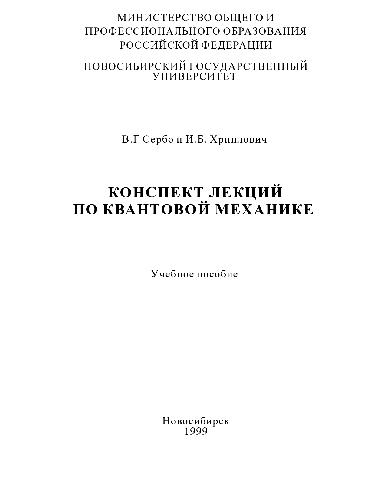 МИНИСТЕРСТВО ОБЩЕГО И
ПРОФЕССИОНАЛЬНОГО ОБРАЗОВАНИЯ
РОССИЙСКОЙ ФЕДЕРАЦИИ
НОВОСИБИРСКИЙ ГОСУДАРСТВЕННЫЙ
УНИВЕРСИТЕТ
В.Г Сербо и И.Б. Хриплович
КОНСПЕКТ ЛЕКЦИЙ
ПО КВАНТОВОЙ МЕХАНИКЕ
Учебное пособие
Новосибирск
1999